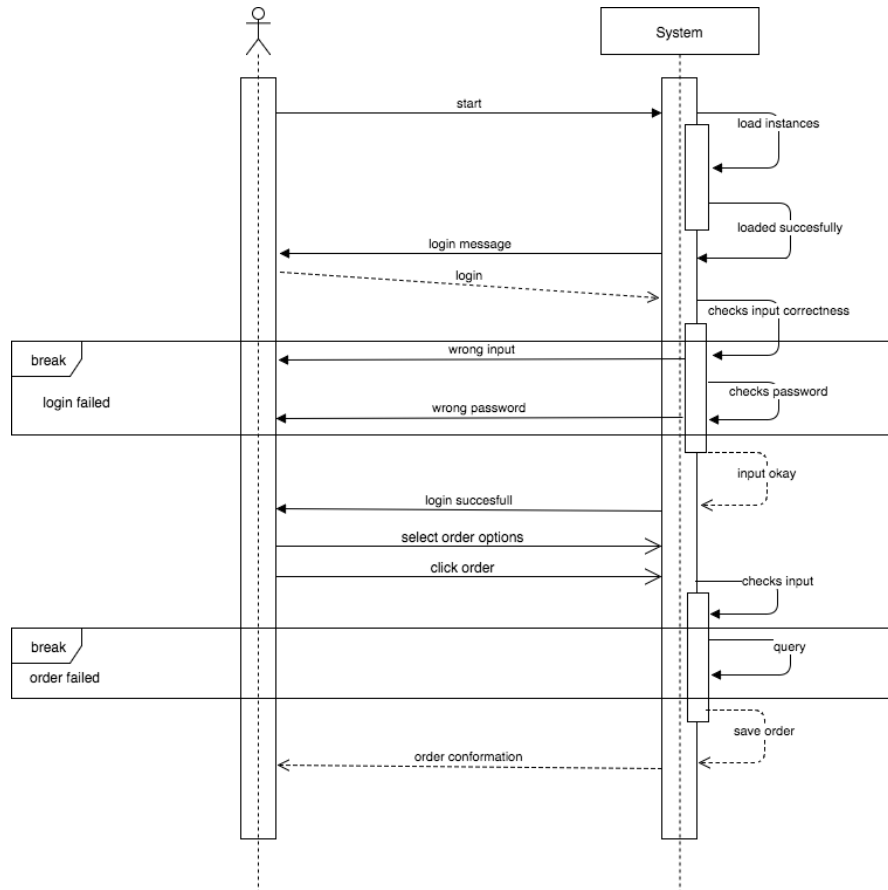 System
start
load instances
loaded succesfully
login message
login
checks input correctness
wrong input
break
checks password
login failed
wrong password
input okay
login succesfull
select order options
click order
checks input
break
query
order failed
save order
order conformation